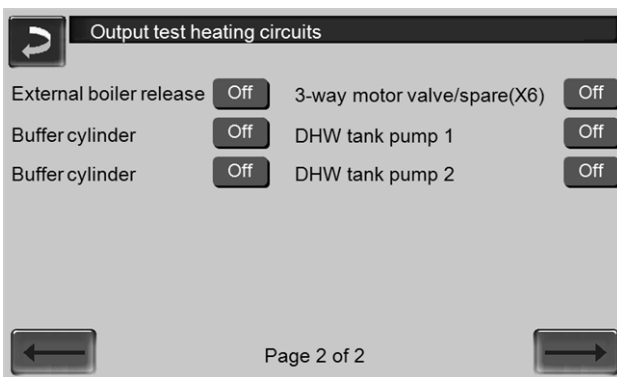 Output test heating circuits
External boiler release Off 3-way motor valve/spare(X6) Off
Buffer cylinder Off DHW tank pump 1 Off
Buffer cylinder Off DHW tank pump 2 Off
Page 2 of 2